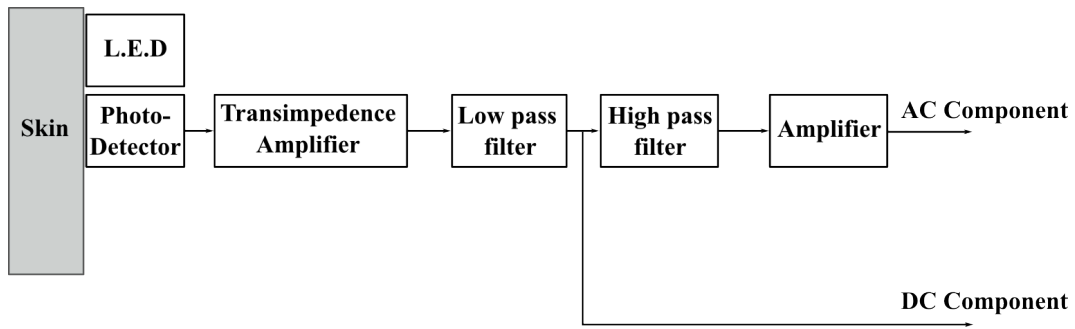 Skin
L.E.D
Photo-
Detector
Transimpedence
Amplifier
Low pass
filter
High pass
filter
Amplifier
AC Component
DC Component